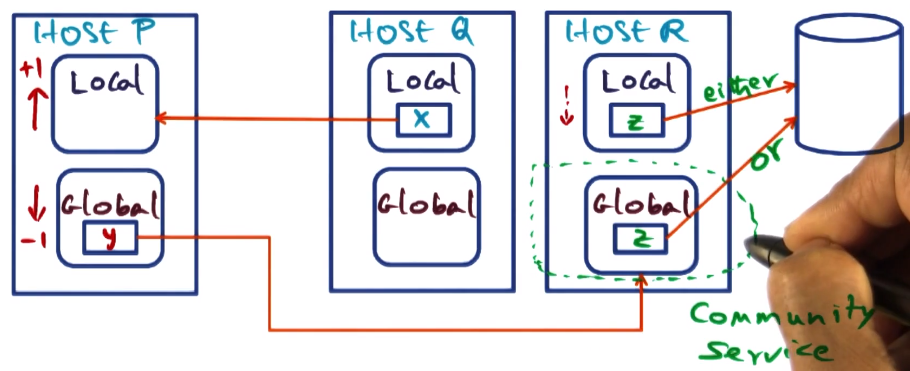 Host P
+1
Local
Global
y
-1
Host Q
Local
x
Global
Host R
Local
z
either
or
Global
z
Community
Service